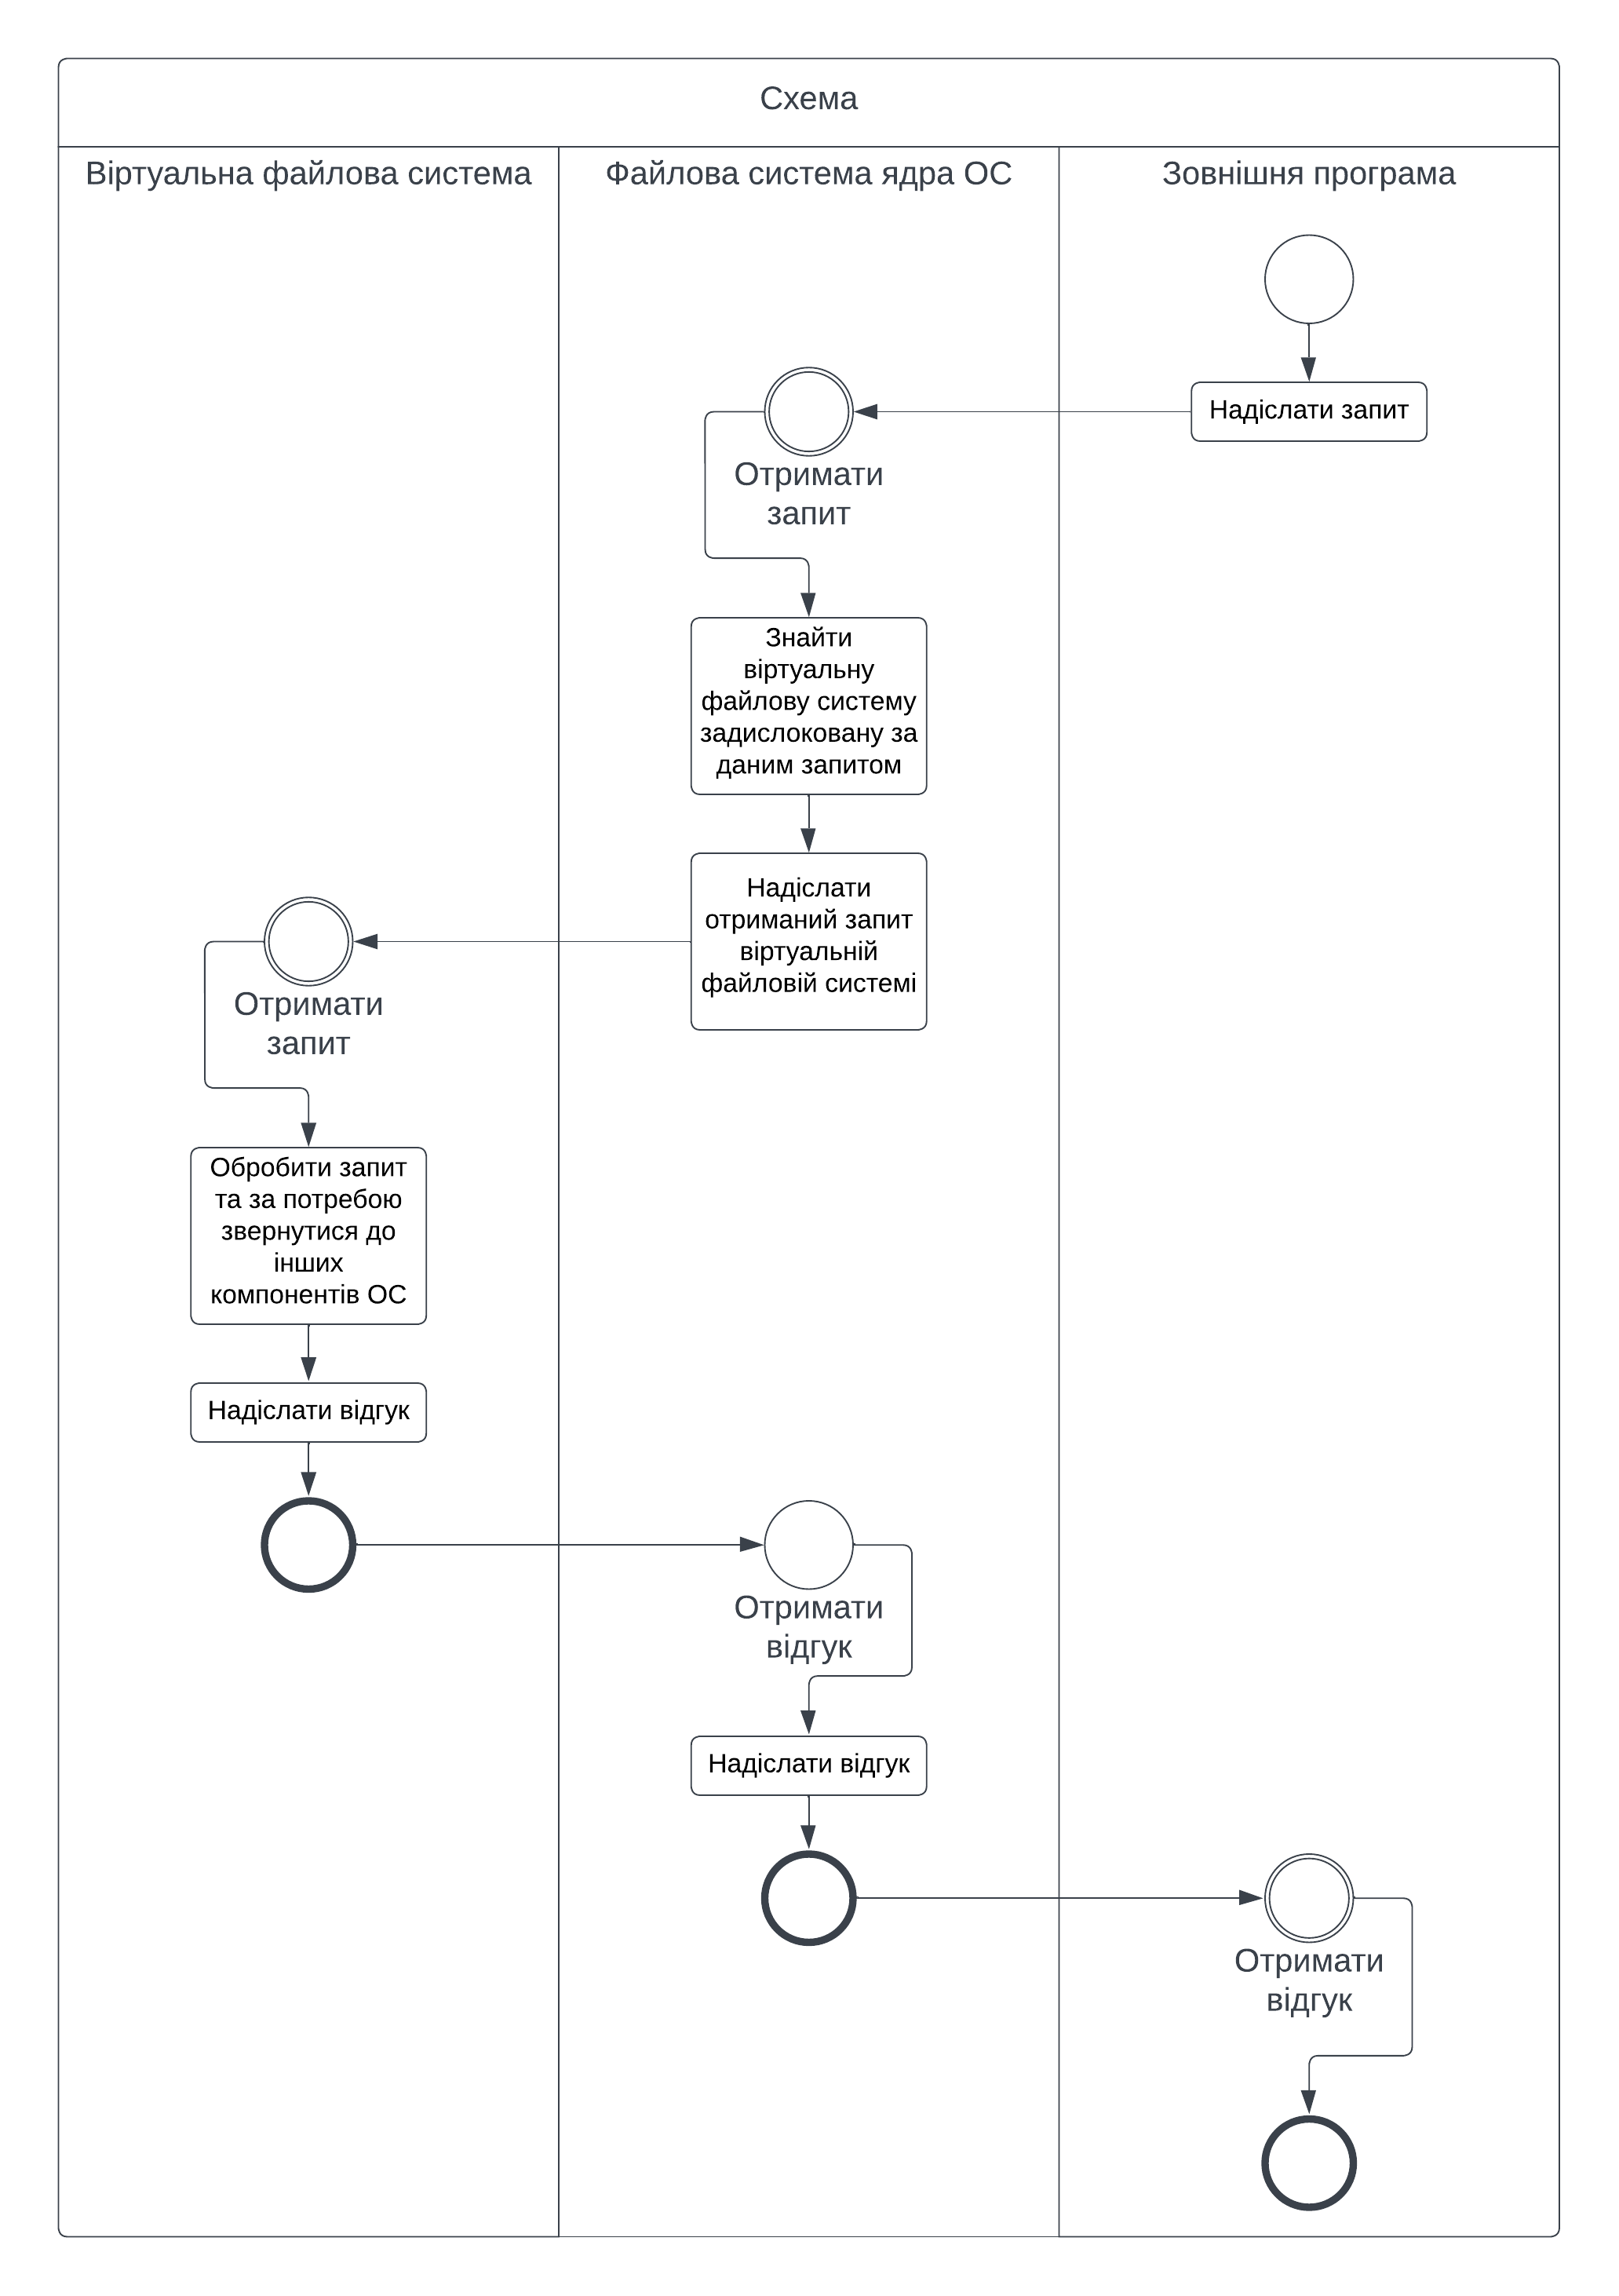 Схема
Віртуальна файлова система
Файлова система ядра ОС
Зовнішня програма
Надіслати запит
Отримати
запит
Знайти
віртуальну
файлову систему
задислоковану за
даним запитом
Надіслати
отриманий запит
віртуальній
файловій системі
Отримати
запит
Обробити запит
та за потребою
звернутися до
інших
компонентів ОС
Надіслати відгук
Отримати
відгук
Надіслати відгук
Отримати
відгук